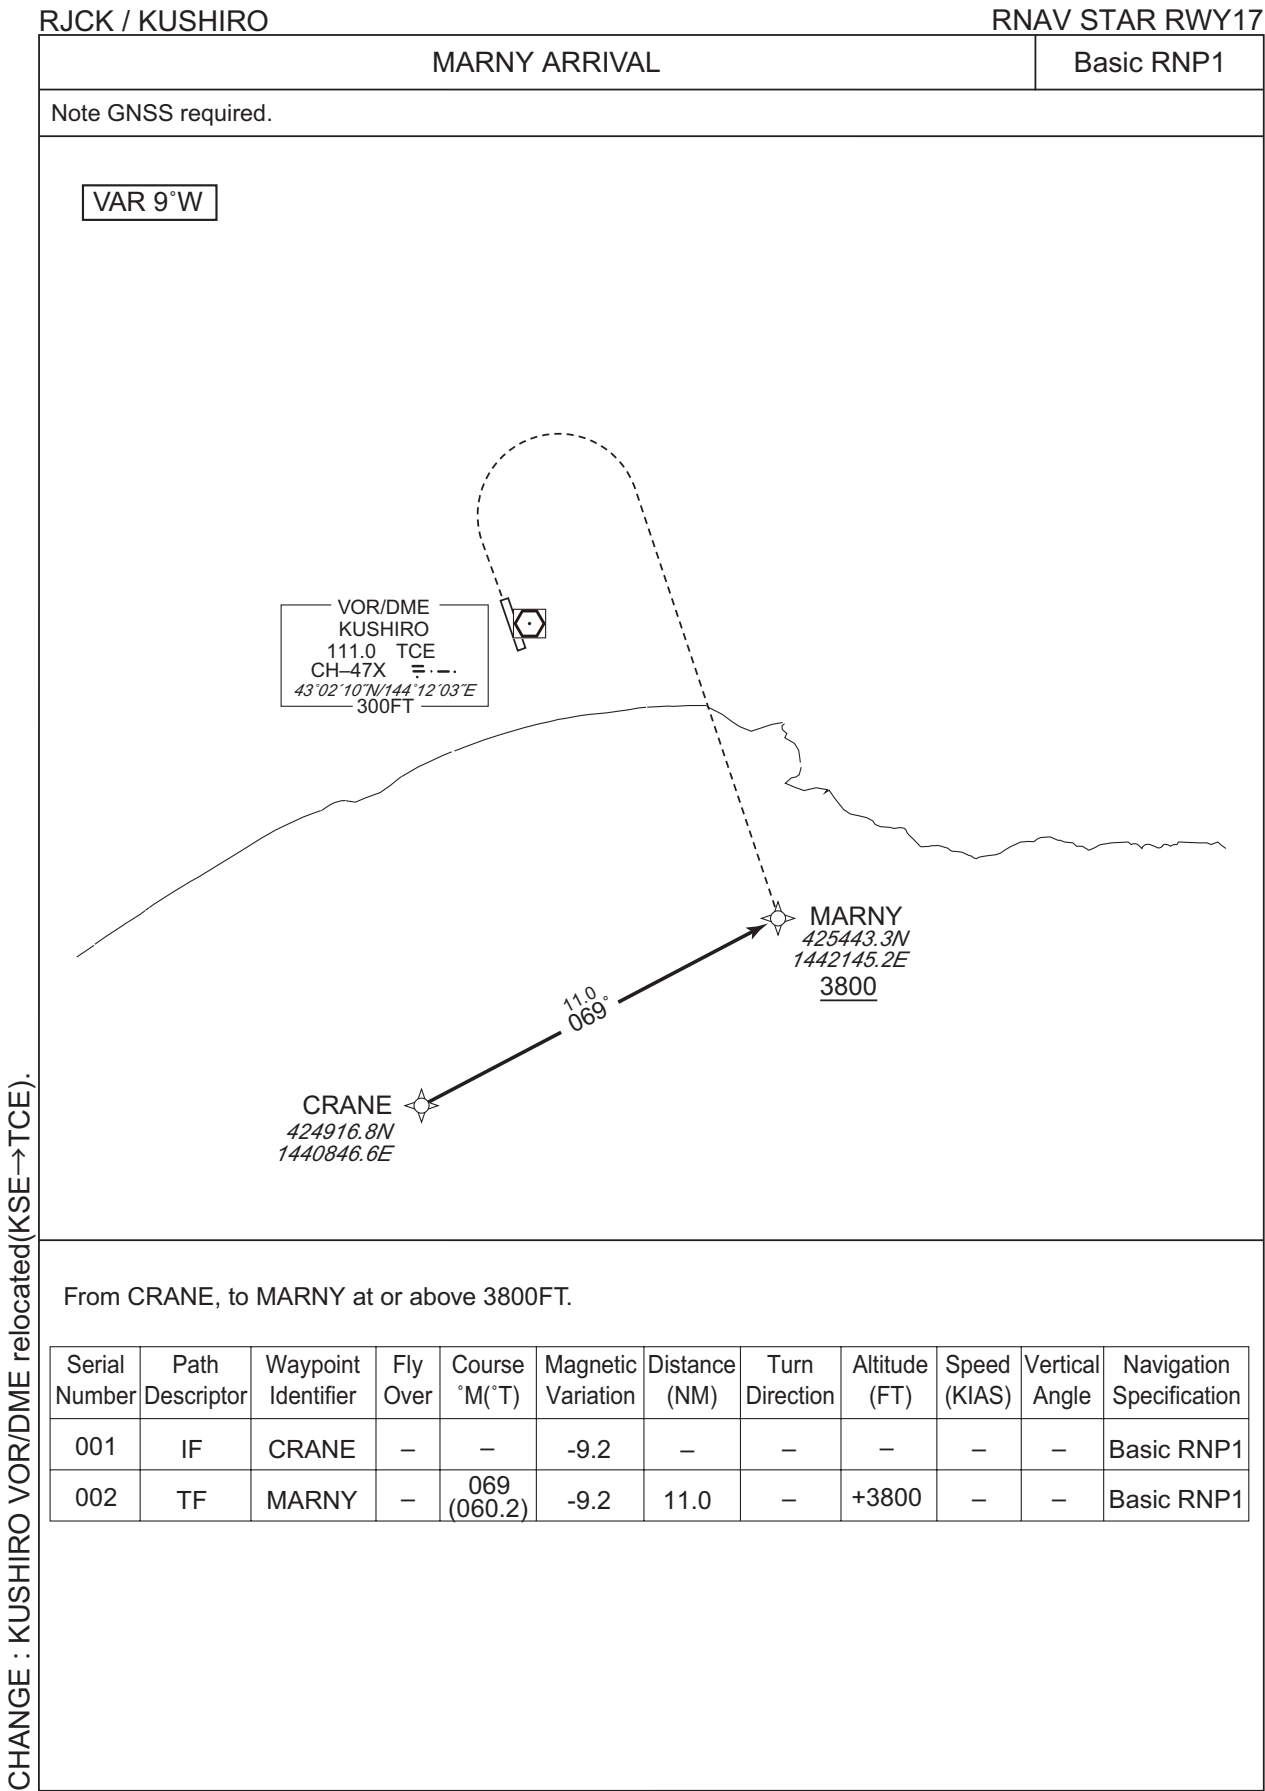 RJCK / KUSHIRO
RNAV STAR RWY17
MARNY ARRIVAL
Basic RNP1
Note GNSS required.
VAR 9˚W
VOR/DME
KUSHIRO
111.0 TCE
CH–47X
43˚02´10˝N/144˚12´03˝E
300FT
MARNY
425443.3N
1442145.2E
3800
11.0
069˚
CRANE
424916.8N
1440846.6E
From CRANE, to MARNY at or above 3800FT.
Serial Number Path Descriptor Waypoint Identifier Fly Over Course ˚M(˚T) Magnetic Variation Distance (NM) Turn Direction Altitude (FT) Speed (KIAS) Vertical Angle Navigation Specification
001 IF CRANE – – -9.2 – – – – – Basic RNP1
002 TF MARNY – 069 (060.2) -9.2 11.0 – +3800 – – Basic RNP1
CHANGE : KUSHIRO VOR/DME relocated(KSE→TCE).